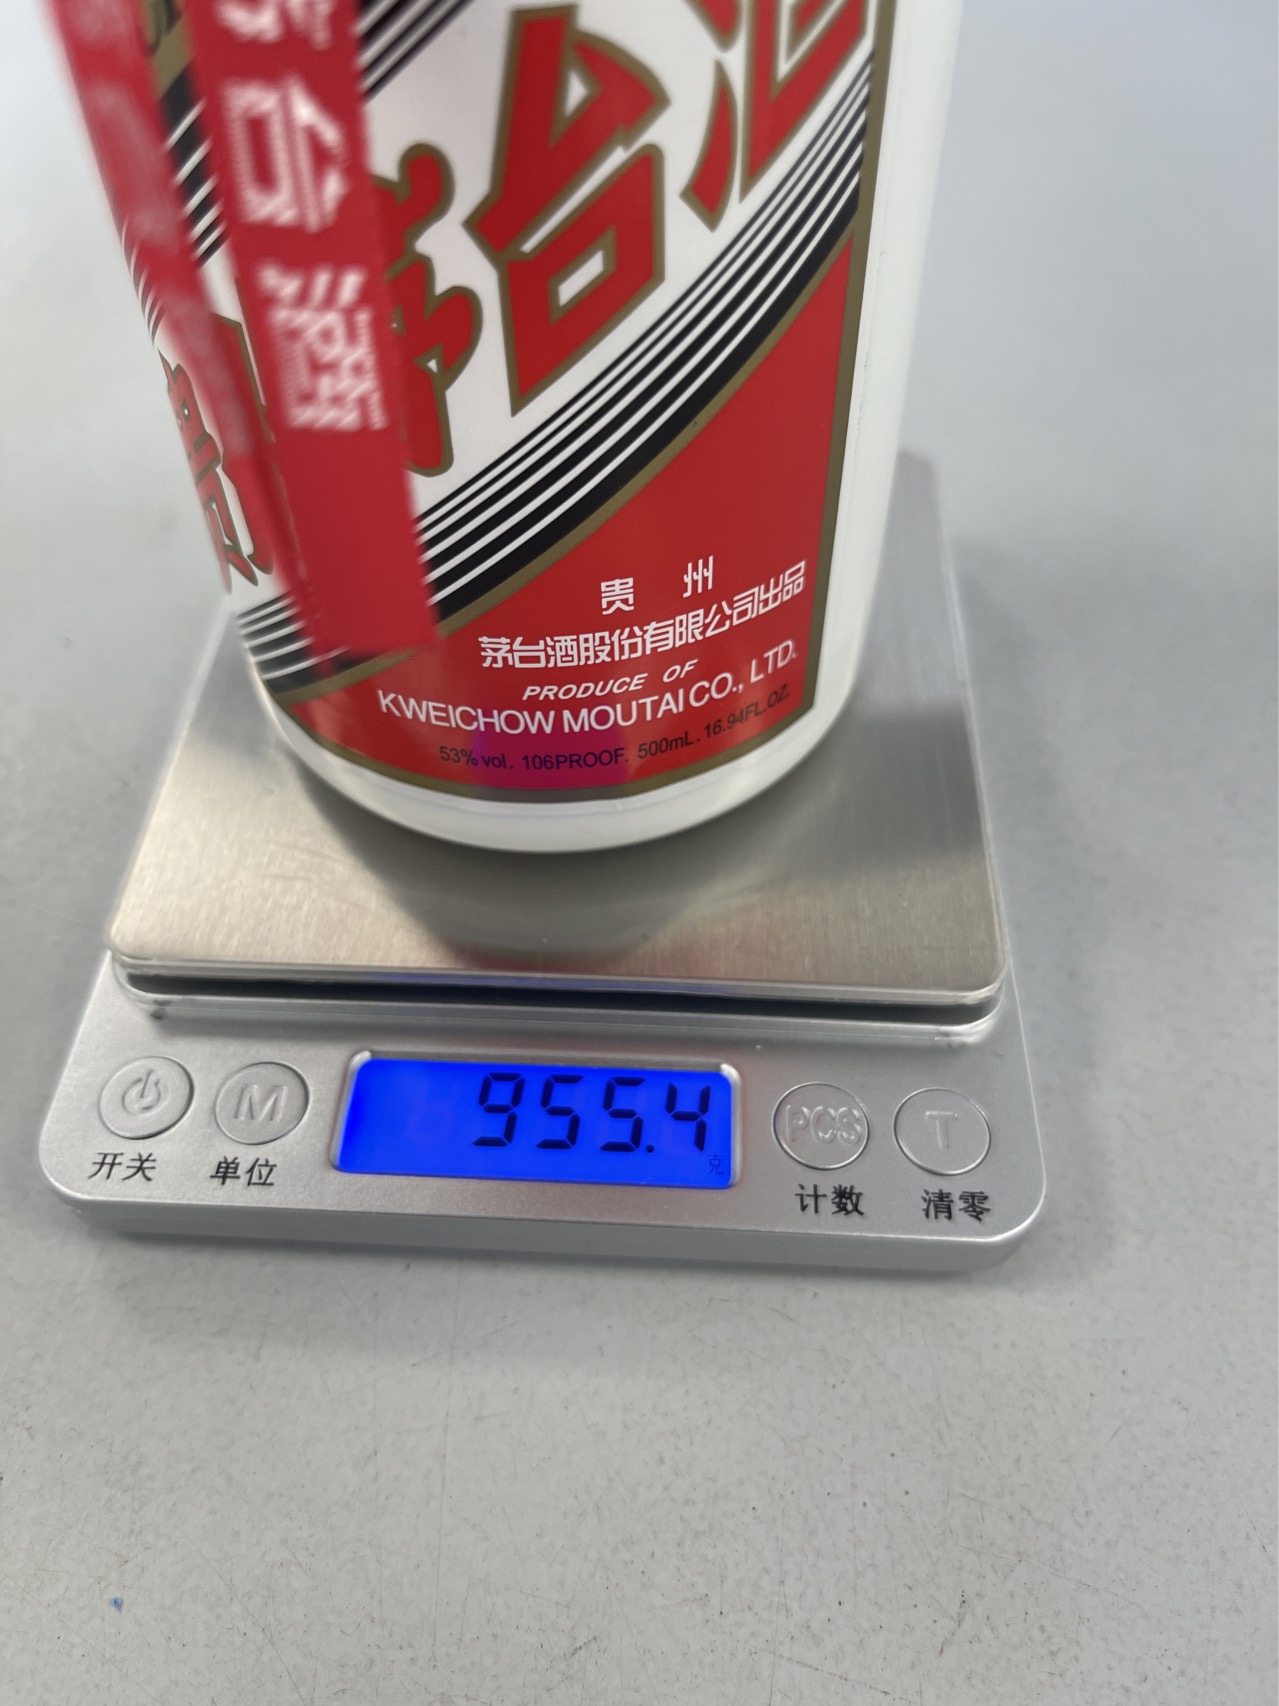 台
酒
茅台酒
贵 州
茅台酒股份有限公司出品
PRODUCE OF
KWEICHOW MOUTAI CO., LTD.
53% vol. 106PROOF. 500mL. 16.94FL.OZ.
955.4
克
M
PCS
T
开关
单位
计数
清零